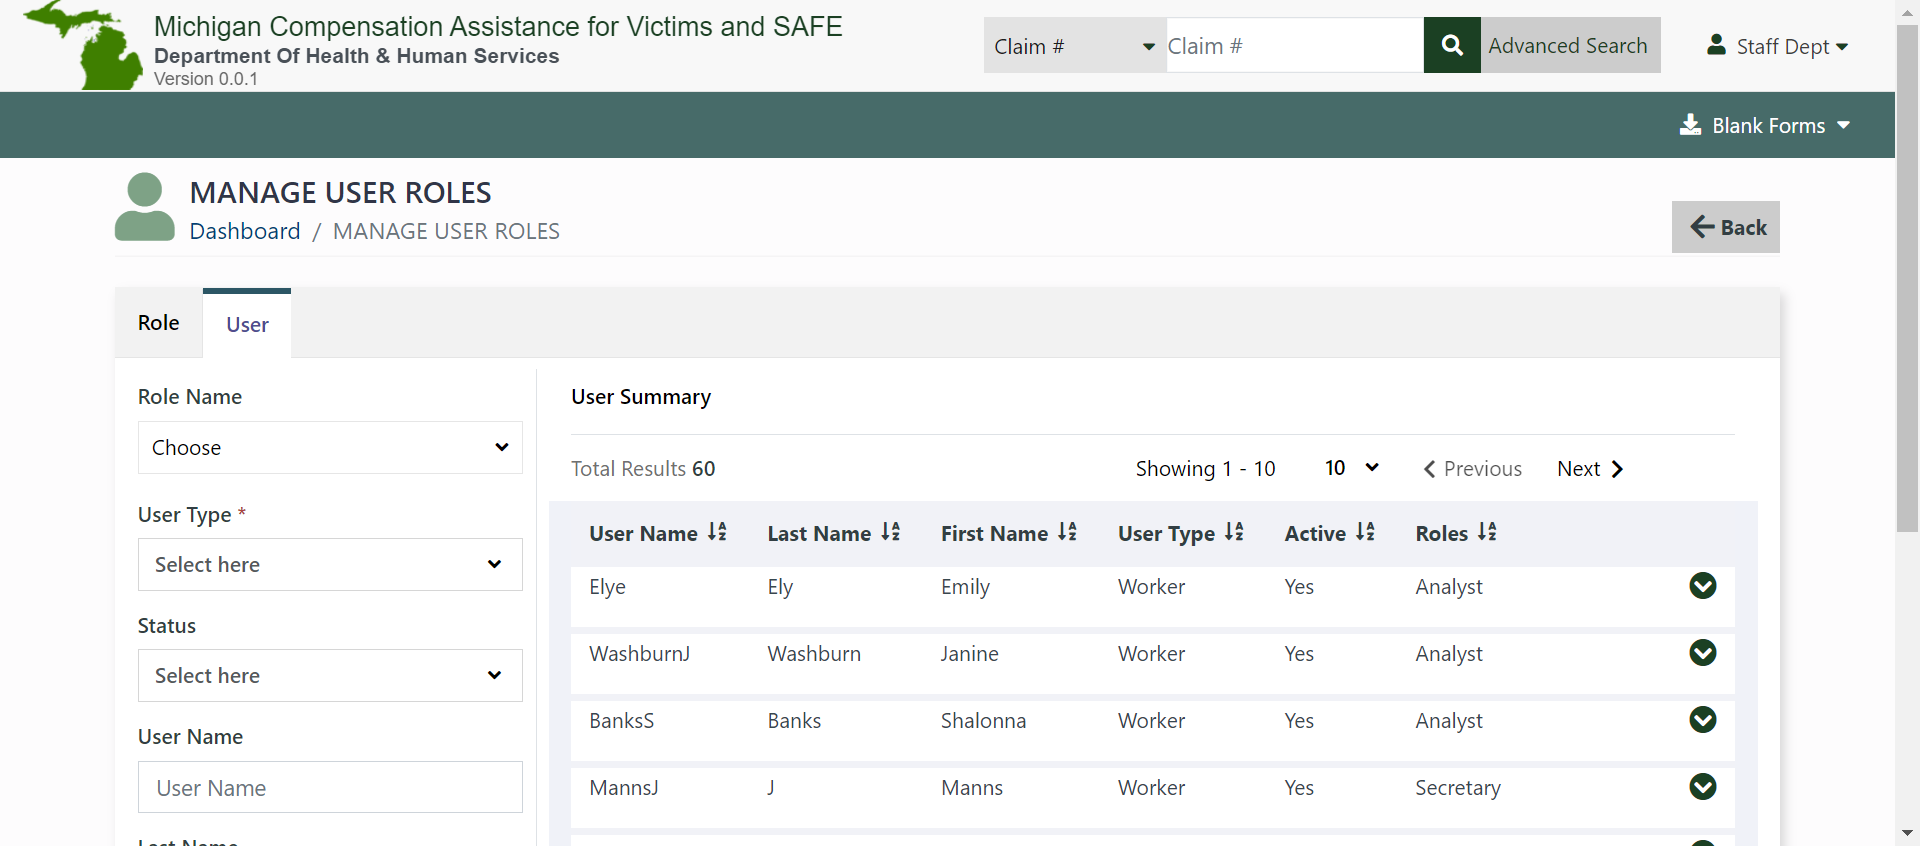 Michigan Compensation Assistance for Victims and SAFE
Department Of Health & Human Services
Version 0.0.1
Claim #
Claim #
Advanced Search
Staff Dept
Blank Forms
MANAGE USER ROLES
Dashboard / MANAGE USER ROLES
Back
Role
User
Role Name
Choose
User Type *
Select here
Status
Select here
User Name
User Name
Last Name
User Summary
Total Results 60
Showing 1 - 10
10
Previous
Next
User Name Last Name First Name User Type Active Roles
Elye Ely Emily Worker Yes Analyst
WashburnJ Washburn Janine Worker Yes Analyst
BanksS Banks Shalonna Worker Yes Analyst
MannsJ J Manns Worker Yes Secretary